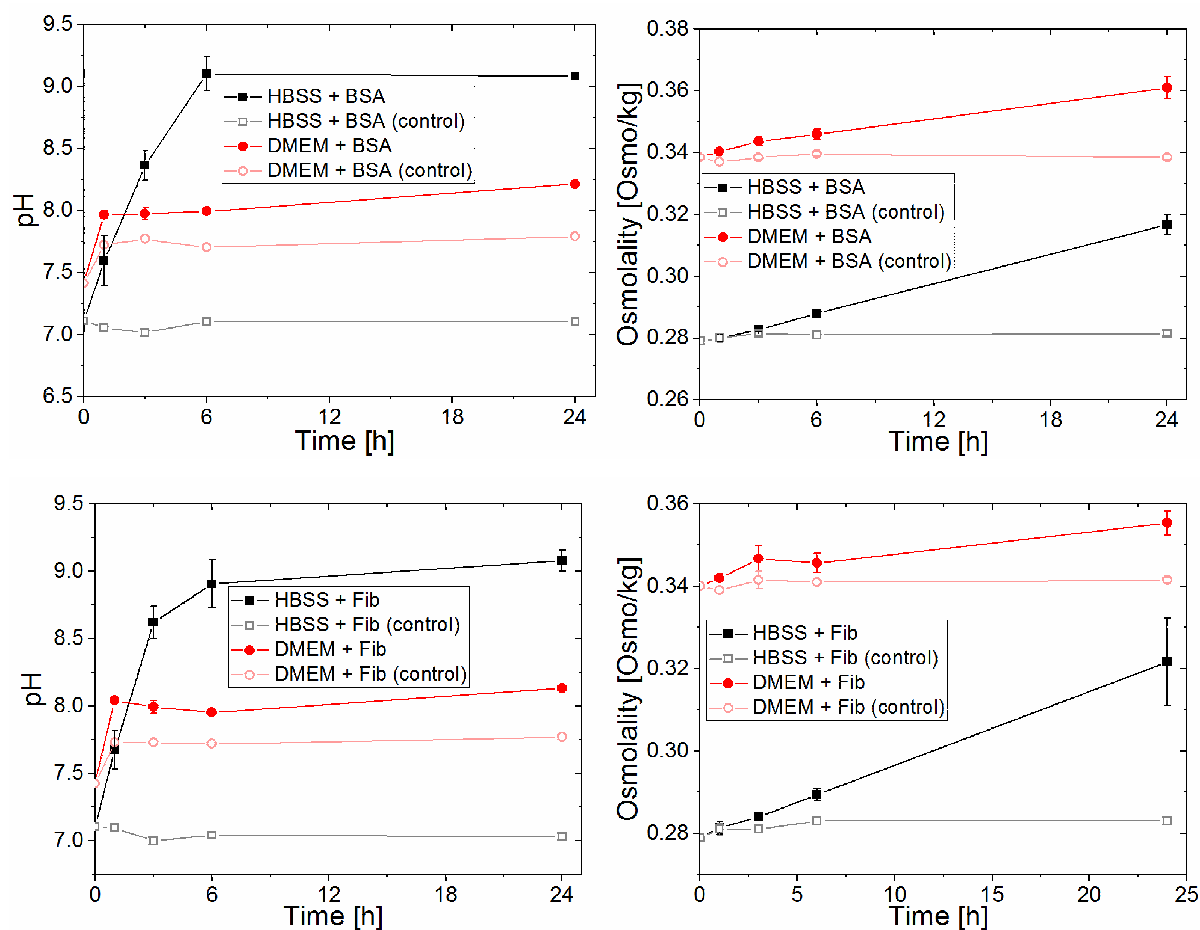 9.5
9.0
8.5
8.0
7.5
7.0
6.5
pH
HBSS + BSA
HBSS + BSA (control)
DMEM + BSA
DMEM + BSA (control)
0
6
12
18
24
Time [h]
0.38
0.36
0.34
0.32
0.30
0.28
0.26
Osmolality [Osmo/kg]
HBSS + BSA
HBSS + BSA (control)
DMEM + BSA
DMEM + BSA (control)
0
6
12
18
24
Time [h]
9.5
9.0
8.5
8.0
7.5
7.0
pH
HBSS + Fib
HBSS + Fib (control)
DMEM + Fib
DMEM + Fib (control)
0
6
12
18
24
Time [h]
0.36
0.34
0.32
0.30
0.28
Osmolality [Osmo/kg]
HBSS + Fib
HBSS + Fib (control)
DMEM + Fib
DMEM + Fib (control)
0
5
10
15
20
25
Time [h]